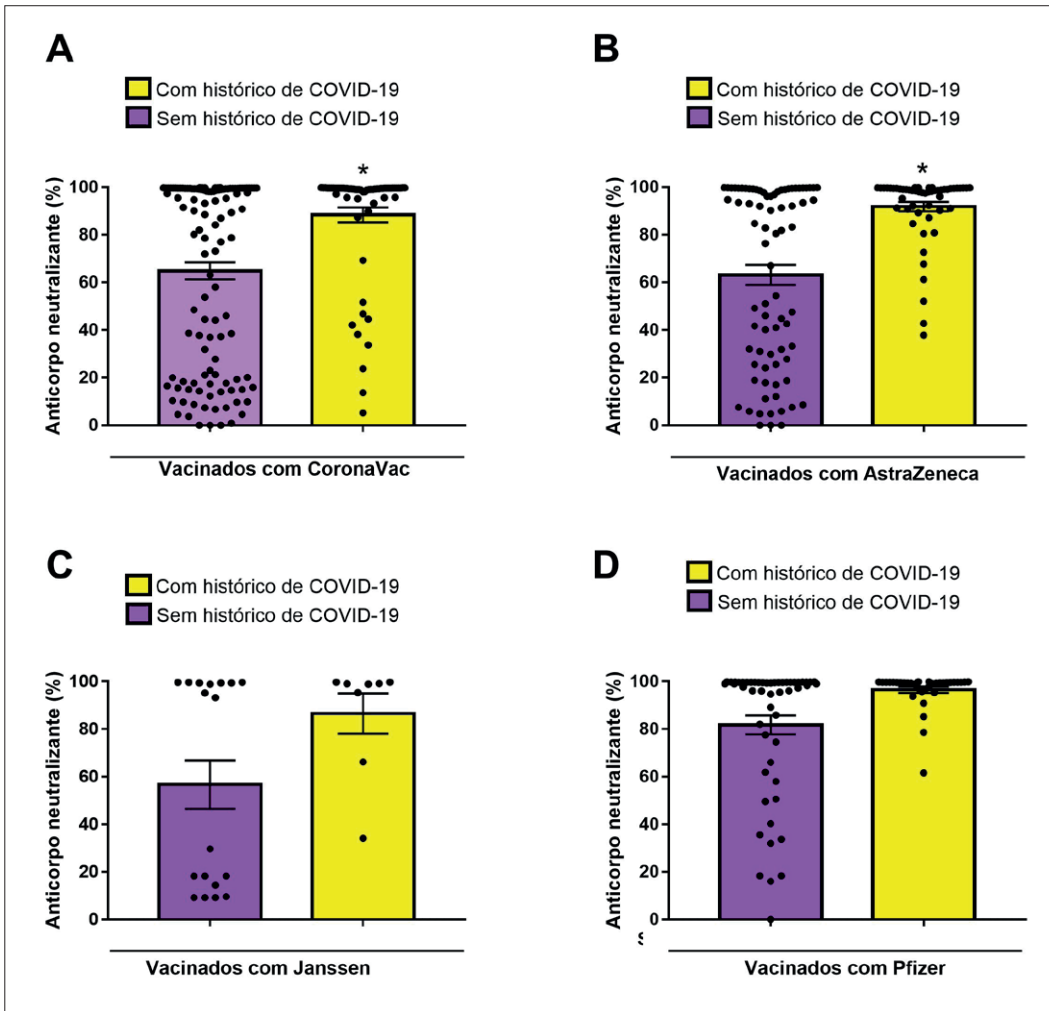 A
Com histórico de COVID-19
Sem histórico de COVID-19
*
Anticorpo neutralizante (%)
100
80
60
40
20
0
Vacinados com CoronaVac
B
Com histórico de COVID-19
Sem histórico de COVID-19
*
Anticorpo neutralizante (%)
100
80
60
40
20
0
Vacinados com AstraZeneca
C
Com histórico de COVID-19
Sem histórico de COVID-19
Anticorpo neutralizante (%)
100
80
60
40
20
0
Vacinados com Janssen
D
Com histórico de COVID-19
Sem histórico de COVID-19
Anticorpo neutralizante (%)
100
80
60
40
20
0
Vacinados com Pfizer